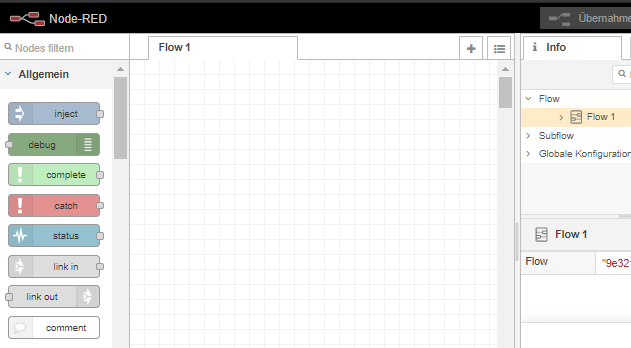 Node-RED
Übernahme
Nodes filtern
Flow 1
Info
Allgemein
inject
debug
complete
catch
status
link in
link out
comment
Flow
Flow 1
Subflow
Globale Konfiguration
Flow 1
Flow